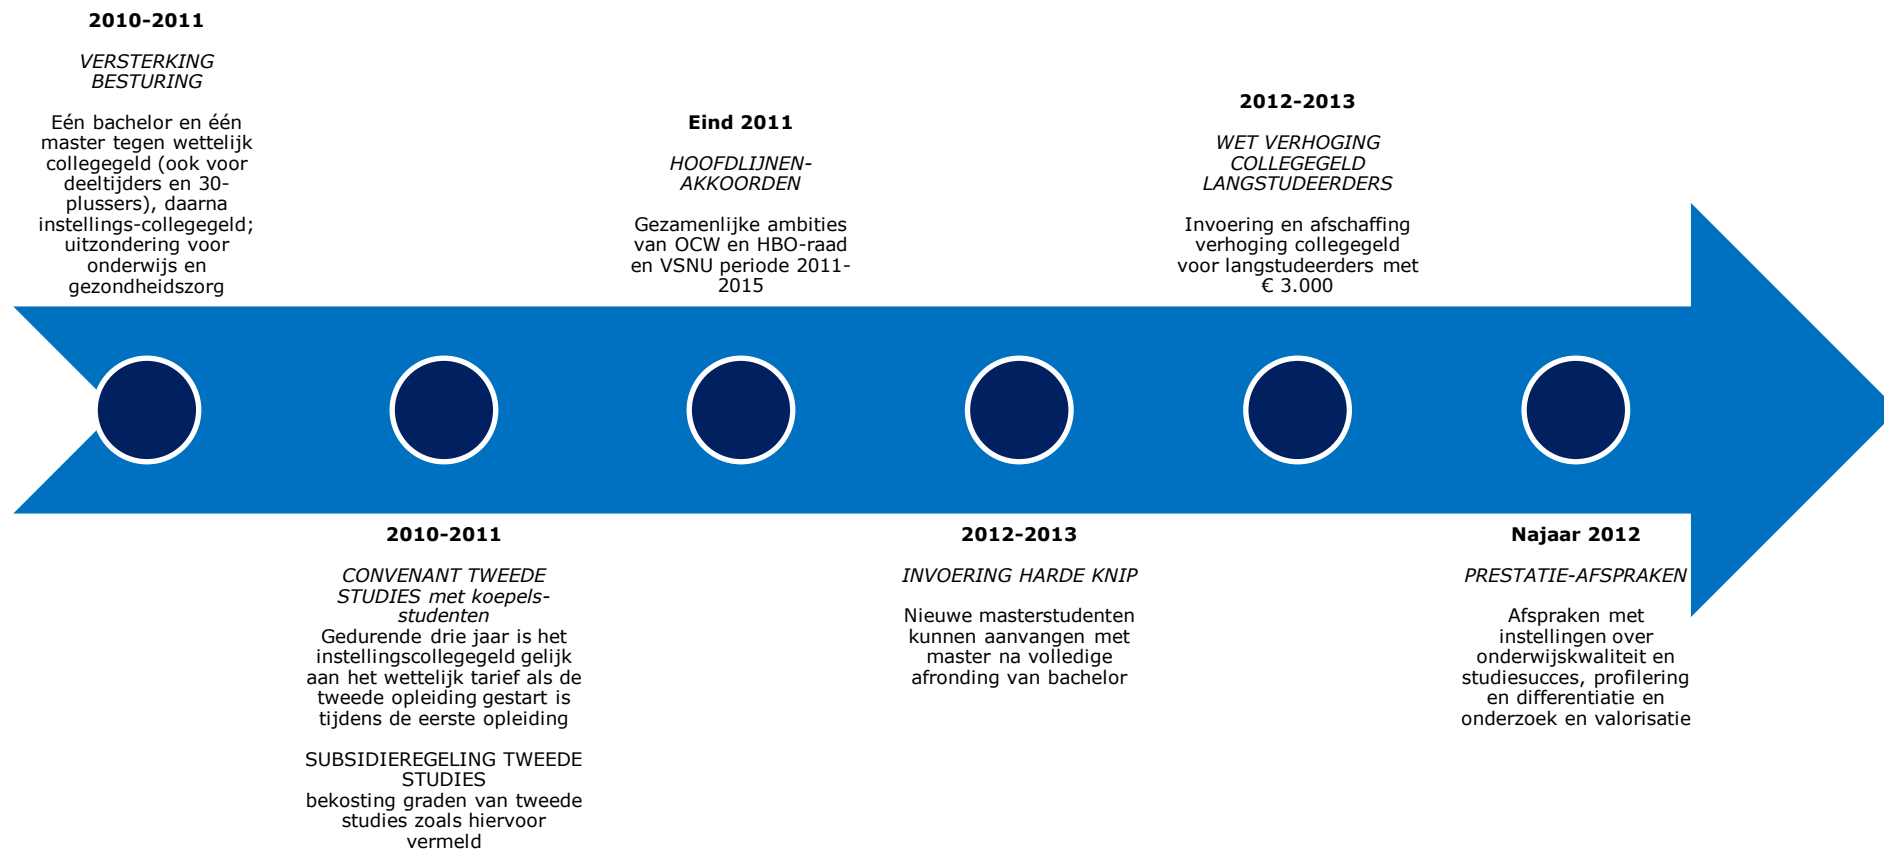 2010-2011
VERSTERKING
BESTURING
Eén bachelor en één
master tegen wettelijk
collegegeld (ook voor
deeltijders en 30-
plussers), daarna
instellings-collegegeld;
uitzondering voor
onderwijs en
gezondheidszorg
2010-2011
CONVENANT TWEEDE
STUDIES met koepels-
studenten
Gedurende drie jaar is het
instellingscollegegeld gelijk
aan het wettelijk tarief als de
tweede opleiding gestart is
tijdens de eerste opleiding
SUBSIDIEREGELING TWEEDE
STUDIES
bekosting graden van tweede
studies zoals hiervoor
vermeld
Eind 2011
HOOFDLIJNEN-
AKKOORDEN
Gezamenlijke ambities
van OCW en HBO-raad
en VSNU periode 2011-
2015
2012-2013
INVOERING HARDE KNIP
Nieuwe masterstudenten
kunnen aanvangen met
master na volledige
afronding van bachelor
2012-2013
WET VERHOGING
COLLEGEGELD
LANGSTUDEERDERS
Invoering en afschaffing
verhoging collegegeld
voor langstudeerders met
€ 3.000
Najaar 2012
PRESTATIE-AFSPRAKEN
Afspraken met
instellingen over
onderwijskwaliteit en
studiesucces, profilering
en differentiatie en
onderzoek en valorisatie